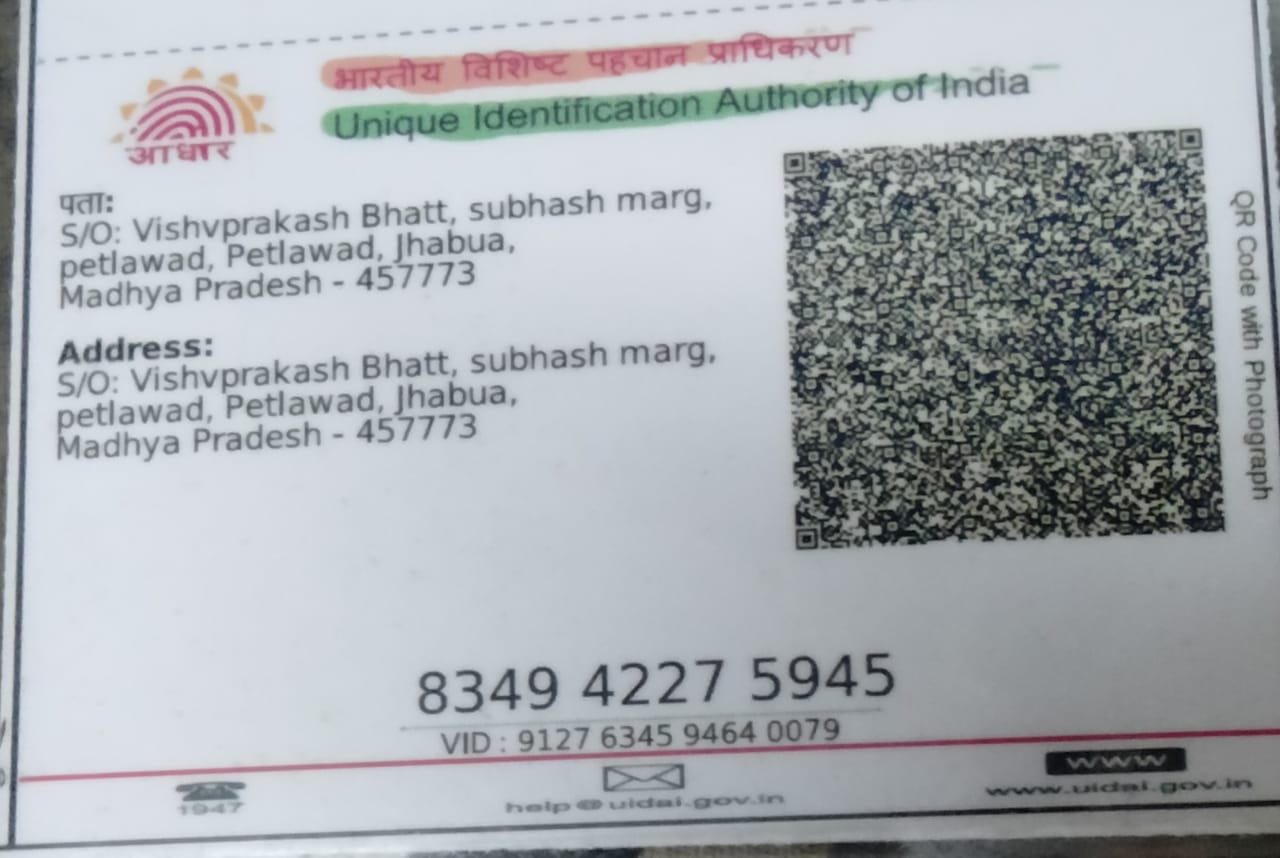 भारतीय विशिष्ट पहचान प्राधिकरण
Unique Identification Authority of India
आधार
पता:
S/O: Vishvprakash Bhatt, subhash marg,
petlawad, Petlawad, Jhabua,
Madhya Pradesh - 457773
Address:
S/O: Vishvprakash Bhatt, subhash marg,
petlawad, Petlawad, Jhabua,
Madhya Pradesh - 457773
QR Code with Photograph
8349 4227 5945
VID : 9127 6345 9464 0079
1947
help@uidai.gov.in
www
www.uidai.gov.in